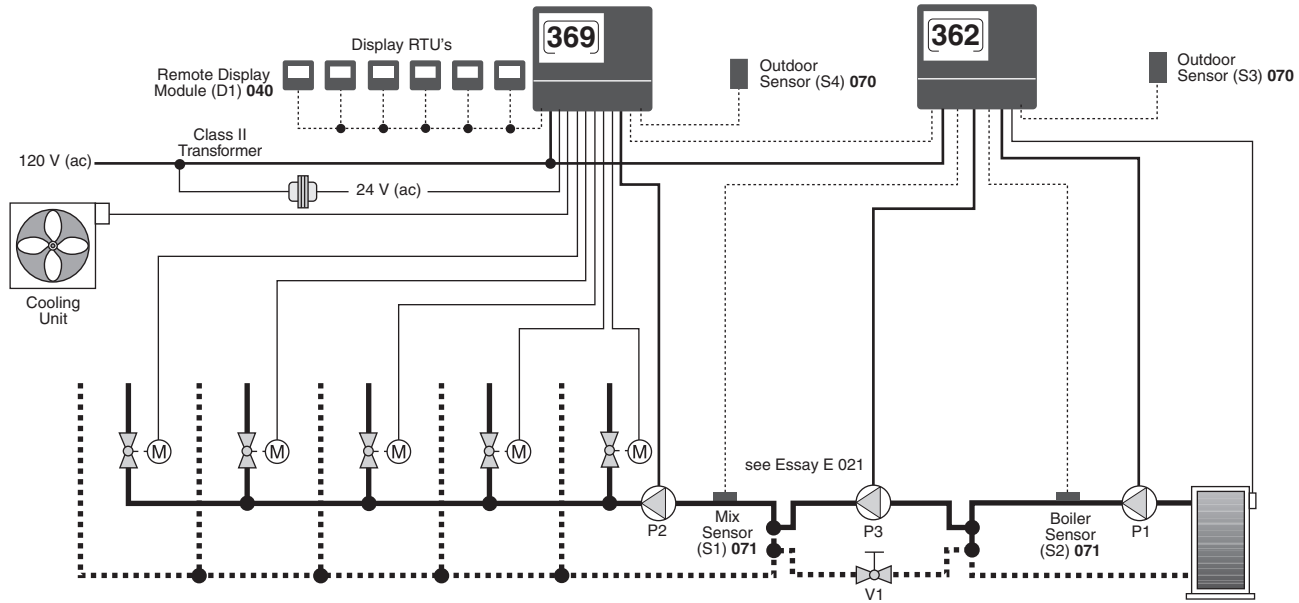 369
362
Display RTU's
Remote Display
Module (D1) 040
Outdoor
Sensor (S4) 070
Outdoor
Sensor (S3) 070
Class II
Transformer
120 V (ac)
24 V (ac)
Cooling
Unit
M
M
M
M
M
see Essay E 021
P2
Mix
Sensor
(S1) 071
P3
Boiler
Sensor
(S2) 071
P1
V1